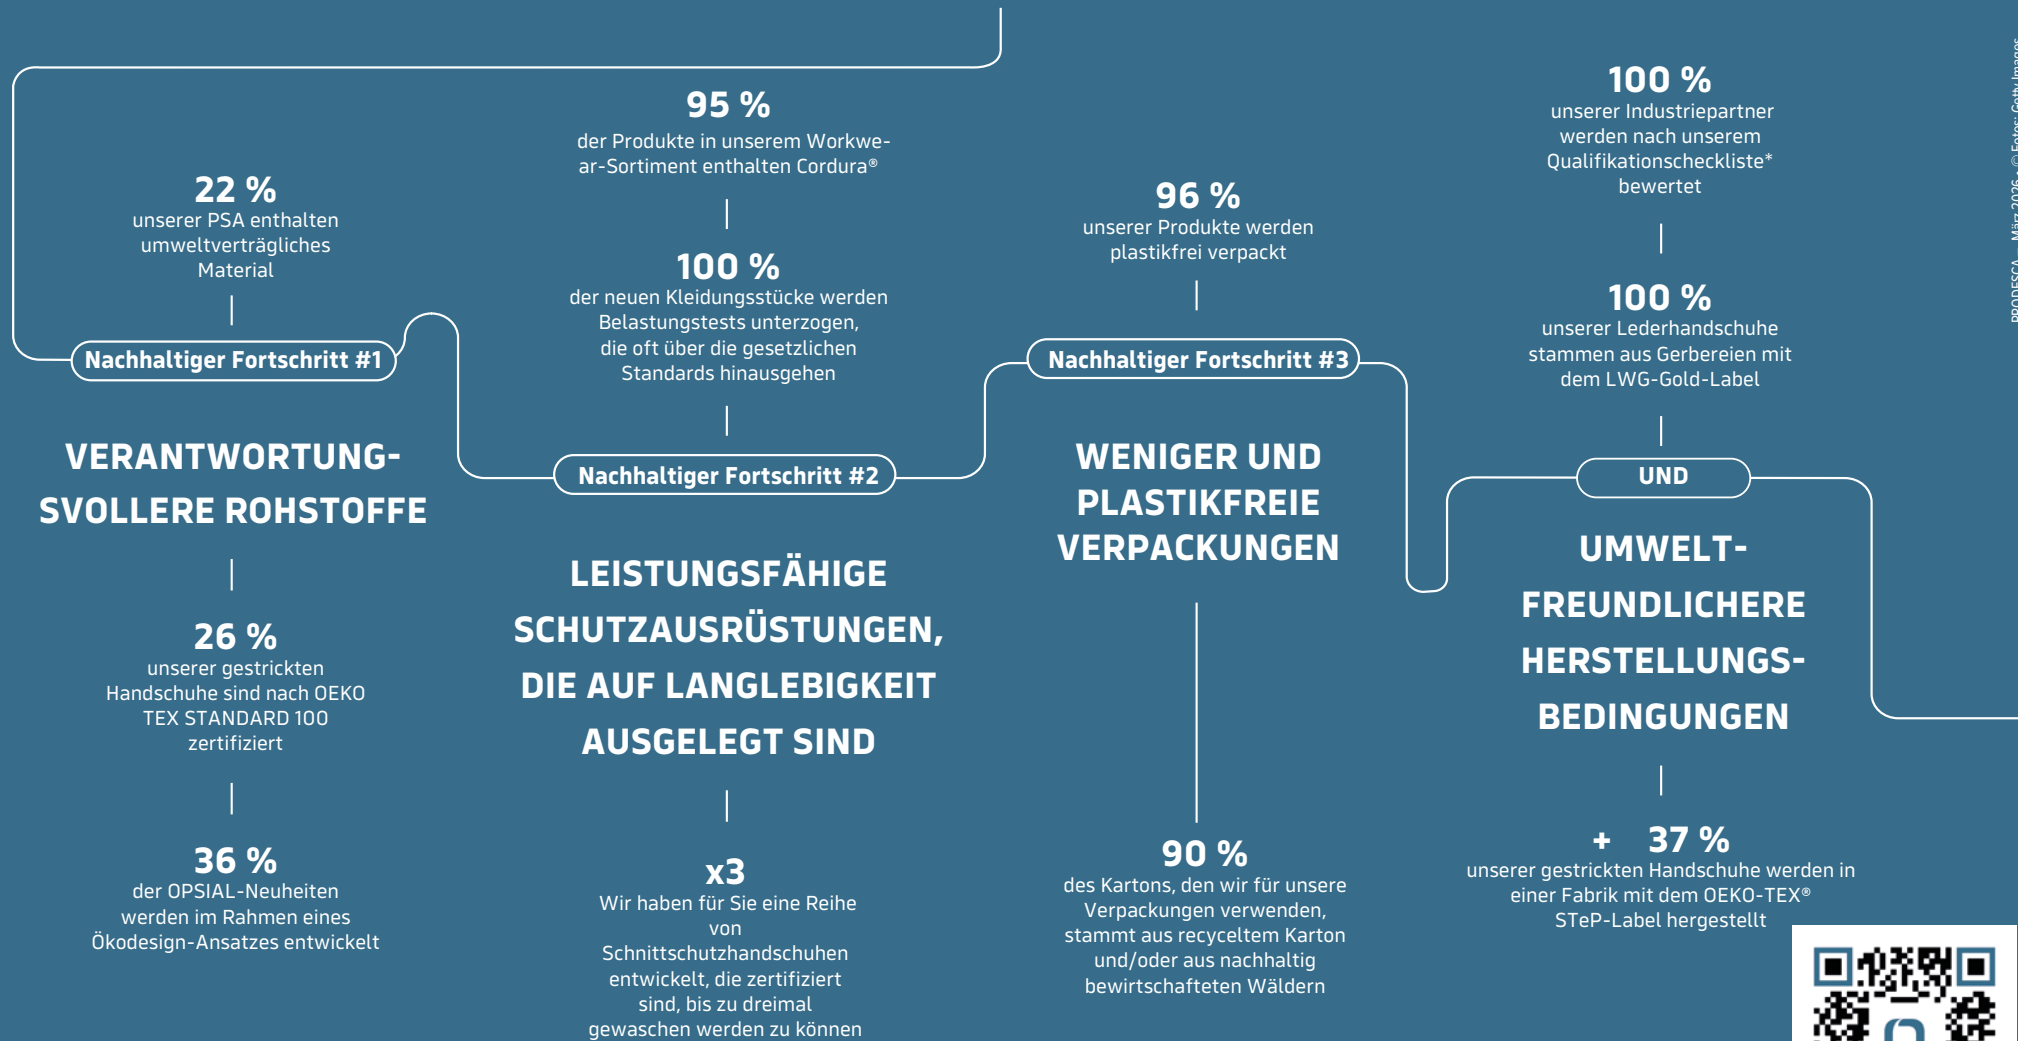 22 %
unserer PSA enthalten
umweltverträgliches
Material
Nachhaltiger Fortschritt #1
VERANTWORTUNG-
SVOLLERE ROHSTOFFE
26 %
unserer gestrickten
Handschuhe sind nach OEKO
TEX STANDARD 100
zertifiziert
36 %
der OPSIAL-Neuheiten
werden im Rahmen eines
Ökodesign-Ansatzes entwickelt
95 %
der Produkte in unserem Workwe-
ar-Sortiment enthalten Cordura®
100 %
der neuen Kleidungsstücke werden
Belastungstests unterzogen,
die oft über die gesetzlichen
Standards hinausgehen
Nachhaltiger Fortschritt #2
LEISTUNGSFÄHIGE
SCHUTZAUSRÜSTUNGEN,
DIE AUF LANGLEBIGKEIT
AUSGELEGT SIND
x3
Wir haben für Sie eine Reihe
von
Schnittschutzhandschuhen
entwickelt, die zertifiziert
sind, bis zu dreimal
gewaschen werden zu können
96 %
unserer Produkte werden
plastikfrei verpackt
Nachhaltiger Fortschritt #3
WENIGER UND
PLASTIKFREIE
VERPACKUNGEN
90 %
des Kartons, den wir für unsere
Verpackungen verwenden,
stammt aus recyceltem Karton
und/oder aus nachhaltig
bewirtschafteten Wäldern
100 %
unserer Industriepartner
werden nach unserem
Qualifikationscheckliste*
bewertet
100 %
unserer Lederhandschuhe
stammen aus Gerbereien mit
dem LWG-Gold-Label
UND
UMWELT-
FREUNDLICHERE
HERSTELLUNGS-
BEDINGUNGEN
+ 37 %
unserer gestrickten Handschuhe werden in
einer Fabrik mit dem OEKO-TEX®
STeP-Label hergestellt
März 2026 - © Fotos: Getty Images